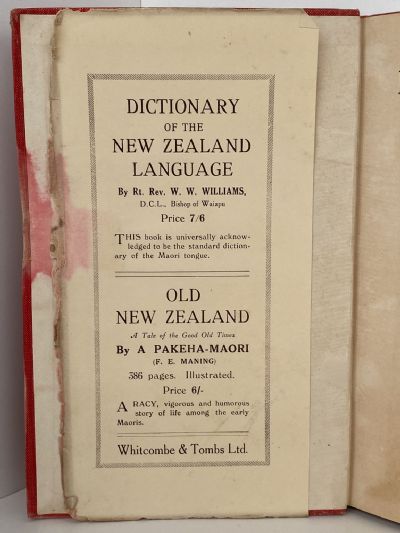 DICTIONARY
OF THE
NEW ZEALAND
LANGUAGE
By Rt. Rev. W. W. WILLIAMS,
D.C.L., Bishop of Waiapu
Price 7/6
THIS book is universally acknow-
ledged to be the standard diction-
ary of the Maori tongue.
OLD
NEW ZEALAND
A Tale of the Good Old Times
By A PAKEHA-MAORI
(F. E. MANING)
386 pages. Illustrated.
Price 6/-
A RACY, vigorous and humorous
story of life among the early
Maoris.
Whitcombe & Tombs Ltd.